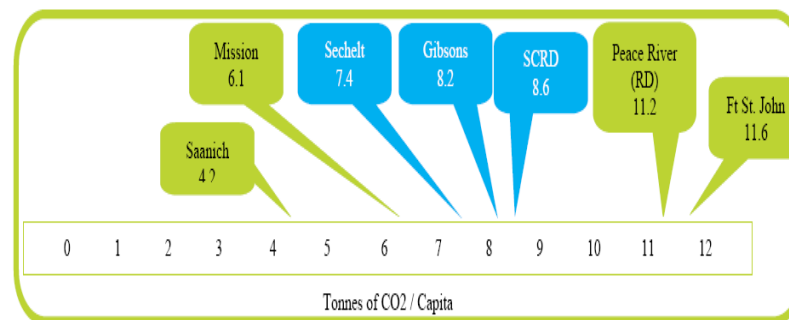 Mission
6.1
Sechelt
7.4
Gibsons
8.2
SCRD
8.6
Peace River
(RD)
11.2
Ft St. John
11.6
Saanich
4.2
0 1 2 3 4 5 6 7 8 9 10 11 12
Tonnes of CO2 / Capita